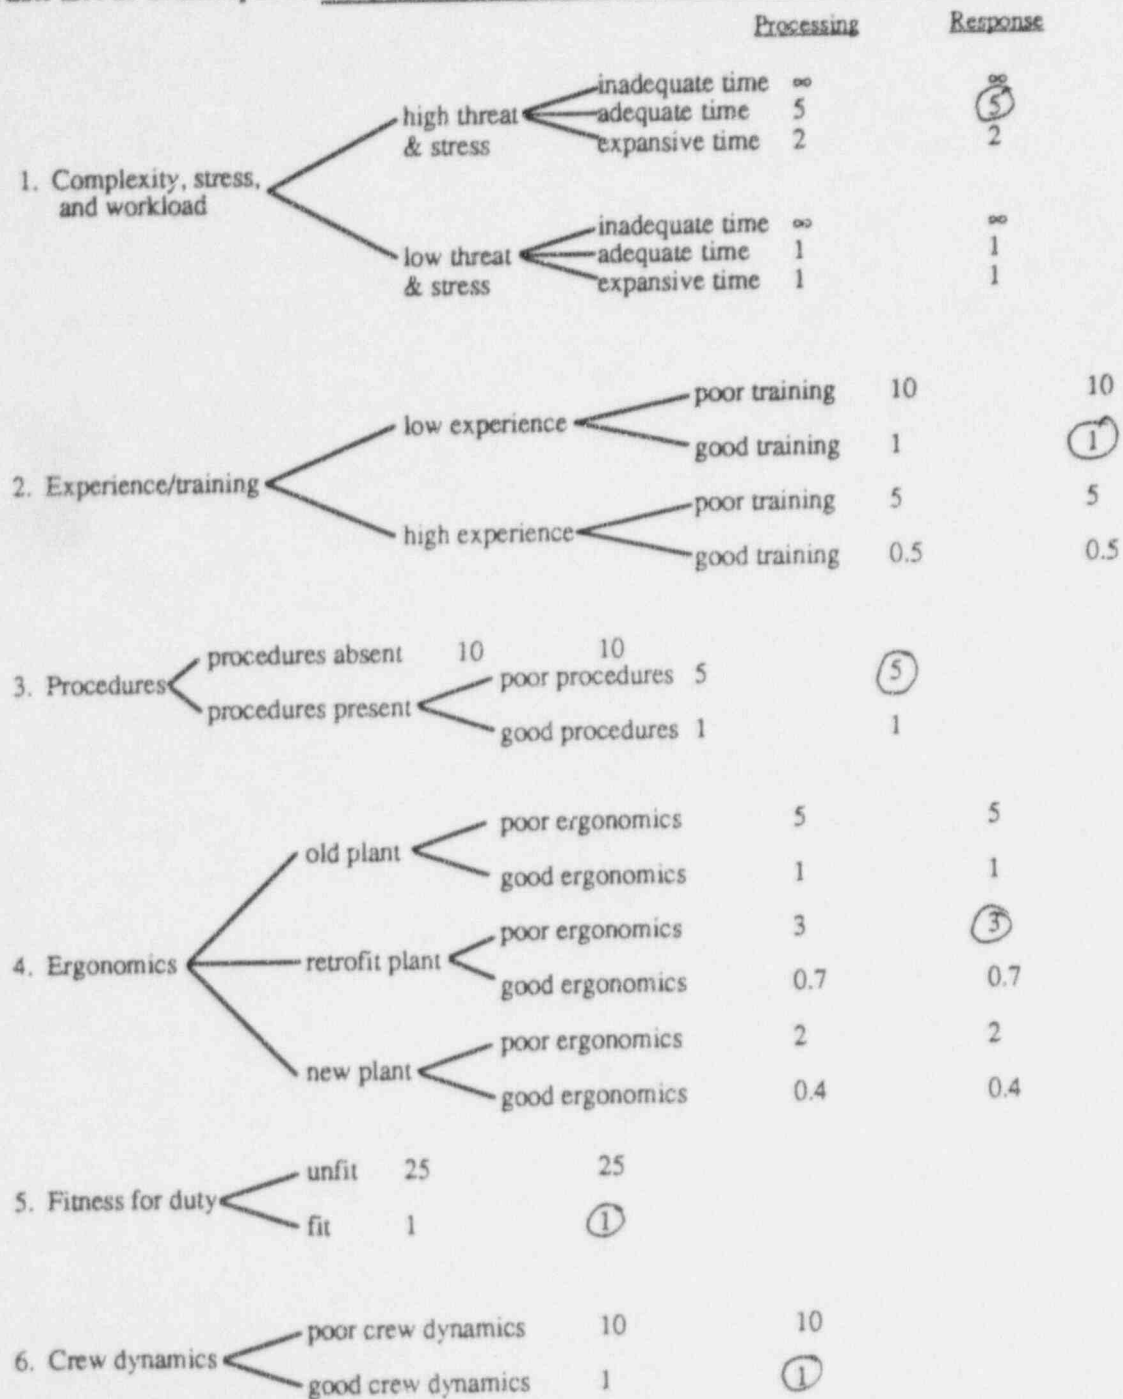 Processing Response
inadequate time ∞ ∞
high threat adequate time 5 5
& stress expansive time 2 2
1. Complexity, stress,
and workload
inadequate time ∞ ∞
low threat adequate time 1 1
& stress expansive time 1 1
poor training 10 10
low experience
good training 1 1
2. Experience/training
poor training 5 5
high experience
good training 0.5 0.5
procedures absent 10 10
3. Procedures poor procedures 5 5
procedures present
good procedures 1 1
poor ergonomics 5 5
old plant
good ergonomics 1 1
poor ergonomics 3 3
4. Ergonomics retrofit plant
good ergonomics 0.7 0.7
poor ergonomics 2 2
new plant
good ergonomics 0.4 0.4
unfit 25 25
5. Fitness for duty
fit 1 1
poor crew dynamics 10 10
6. Crew dynamics
good crew dynamics 1 1